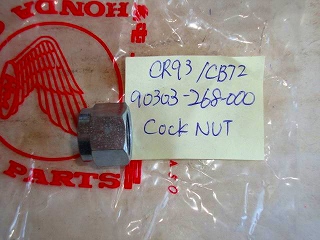 HONDA
CR93/CB72
90303-268-000
Cock NUT
PARTS